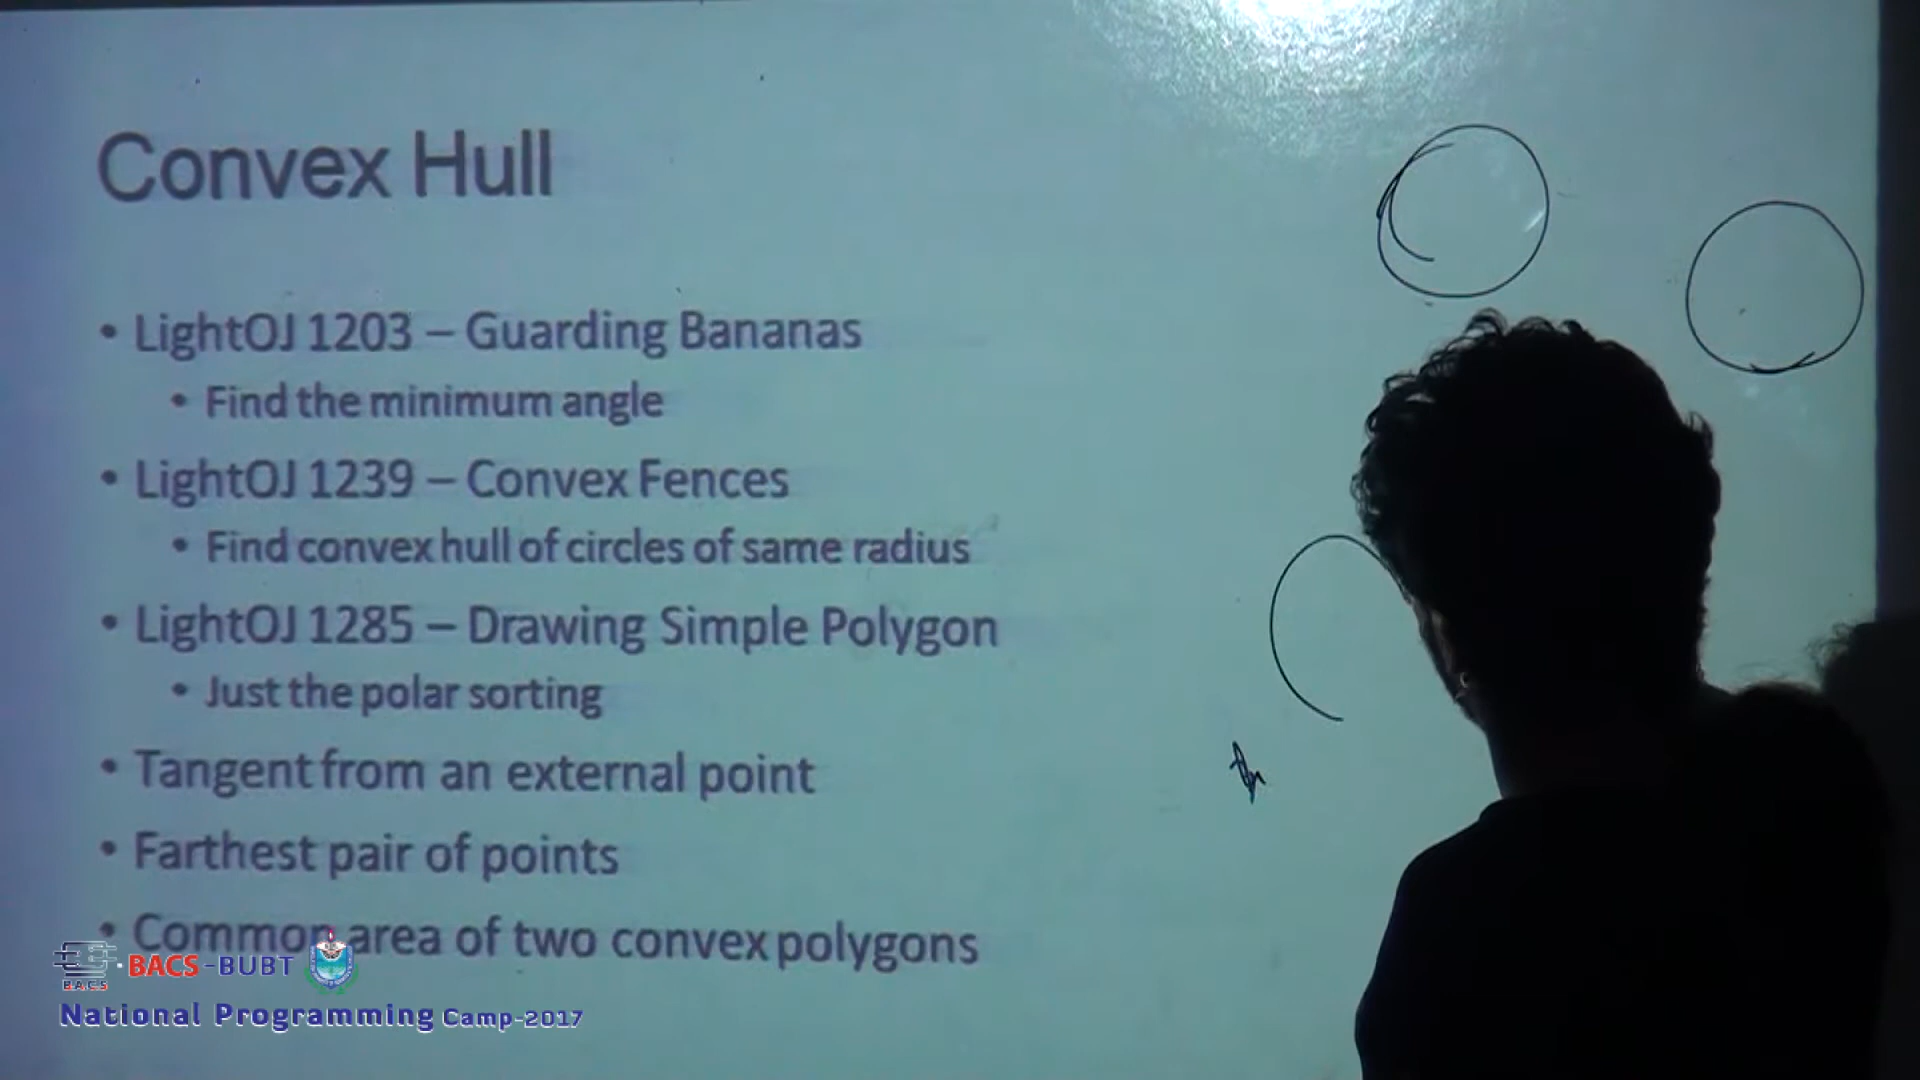 Convex Hull
• LightOJ 1203 – Guarding Bananas
• Find the minimum angle
• LightOJ 1239 – Convex Fences
• Find convex hull of circles of same radius
• LightOJ 1285 – Drawing Simple Polygon
• Just the polar sorting
• Tangent from an external point
• Farthest pair of points
• Common area of two convex polygons
B.A.C.S
BACS-BUBT
National Programming Camp-2017